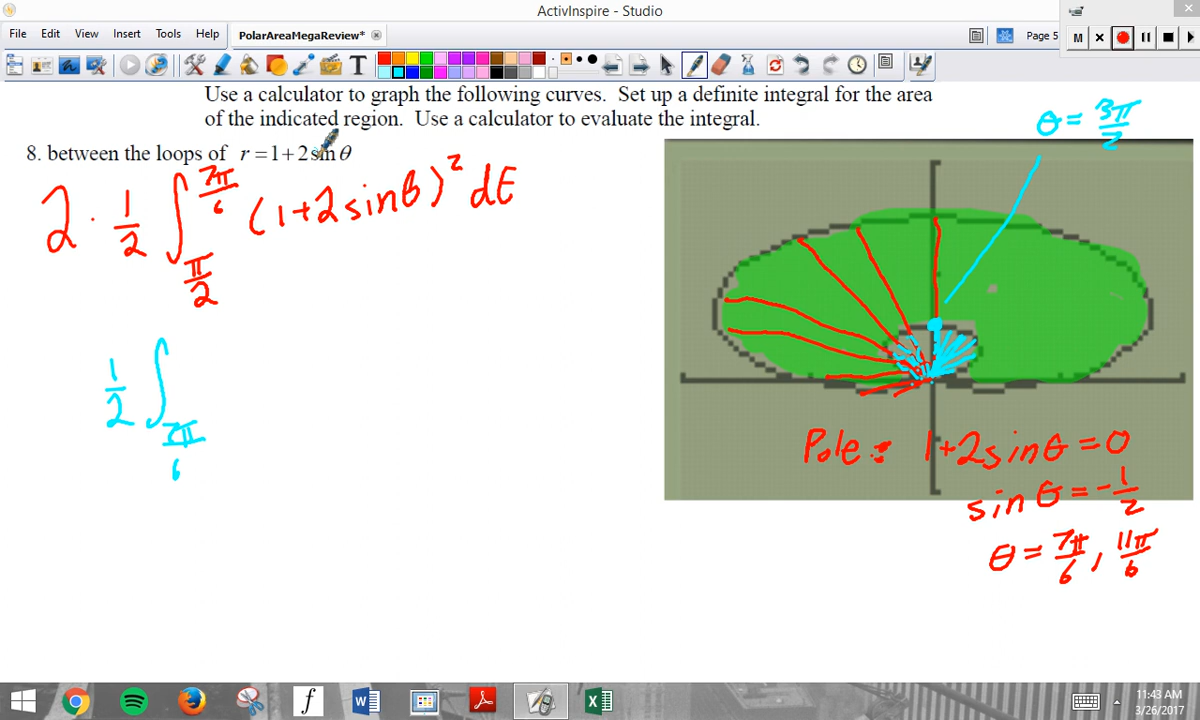 ActivInspire - Studio
File Edit View Insert Tools Help PolarAreaMegaReview* Page 5 M
Use a calculator to graph the following curves. Set up a definite integral for the area
of the indicated region. Use a calculator to evaluate the integral.
8. between the loops of r = 1 + 2 sin θ
θ = 3π/2
2 · 1/2 ∫_{π/2}^{7π/6} (1+2sinθ)² dθ
1/2 ∫_{7π/6}
Pole: 1+2sinθ = 0
sin θ = -1/2
θ = 7π/6, 11π/6
11:43 AM
3/26/2017